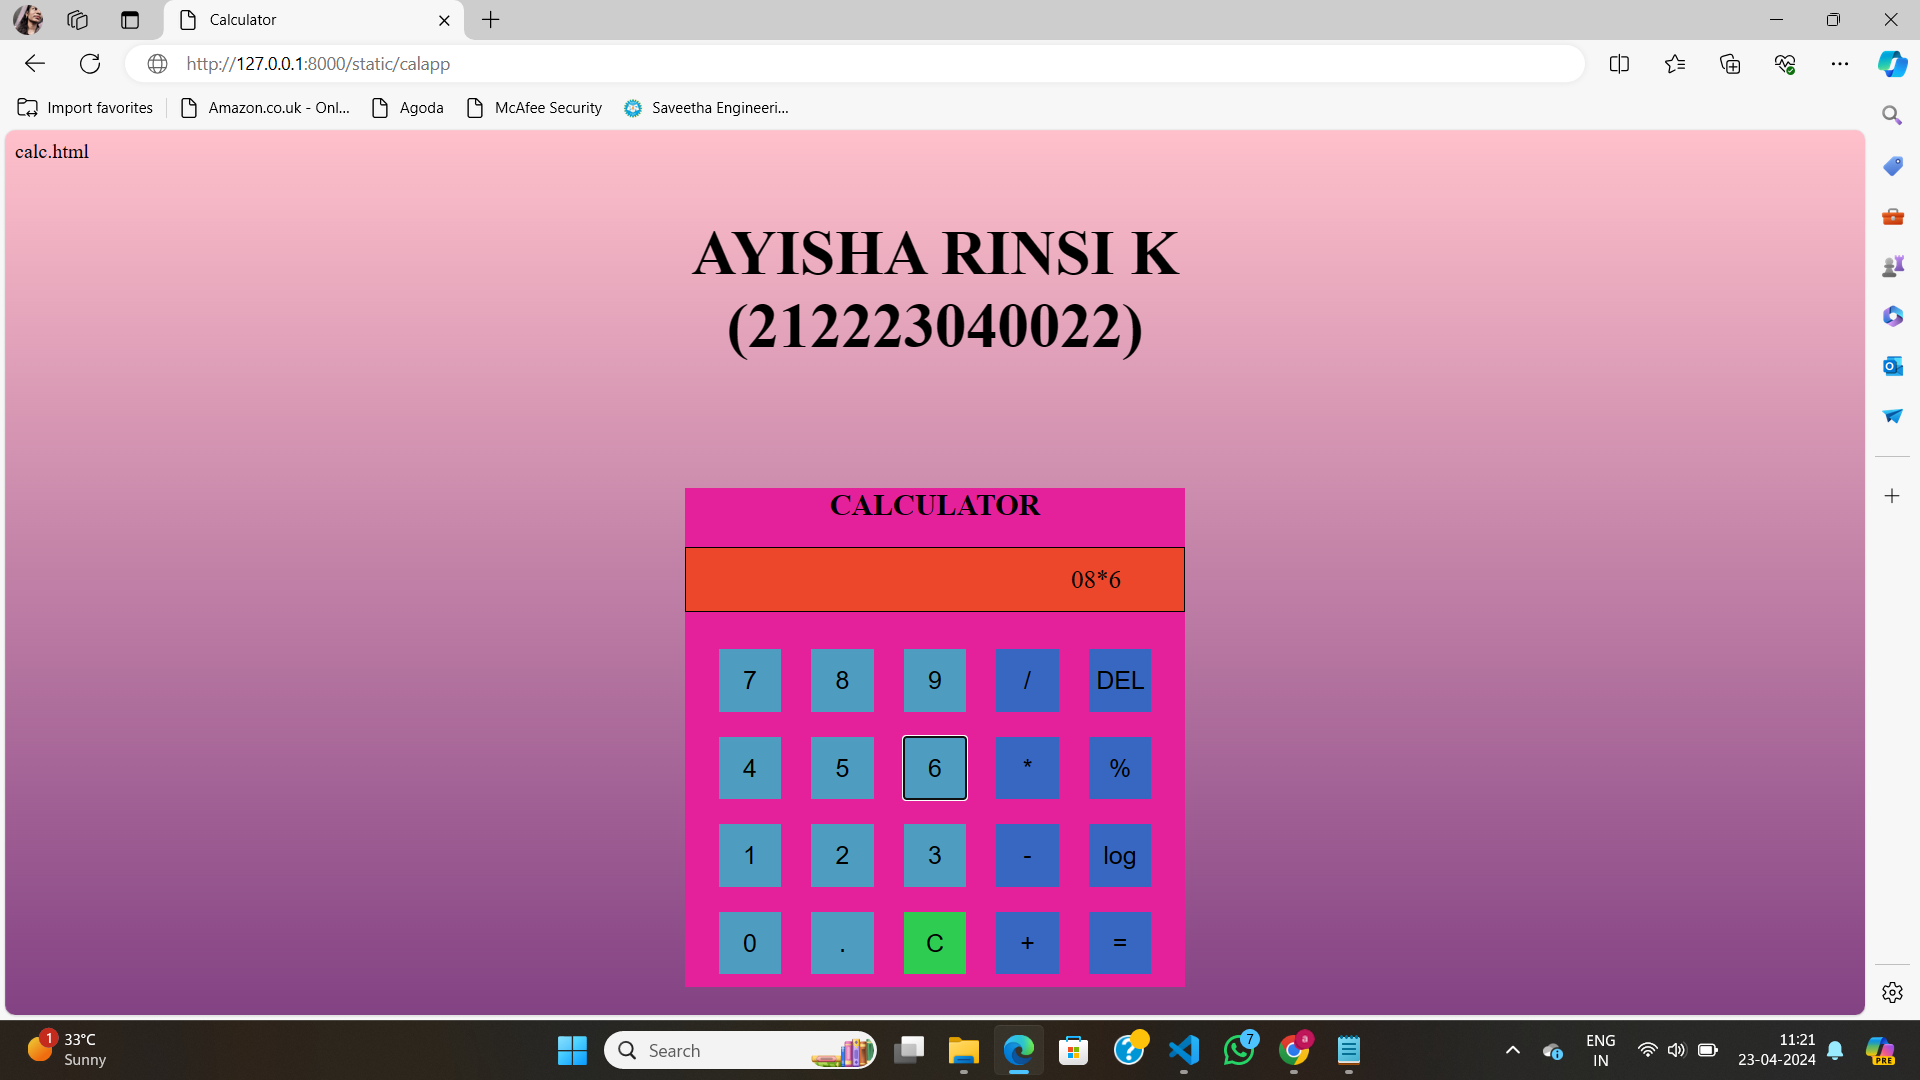 Calculator
http://127.0.0.1:8000/static/calapp
Import favorites
Amazon.co.uk - Onl...
Agoda
McAfee Security
Saveetha Engineeri...
calc.html
AYISHA RINSI K
(212223040022)
CALCULATOR
08*6
7 8 9 / DEL
4 5 6 * %
1 2 3 - log
0 . C + =
1
33°C
Sunny
Search
7
a
ENG
IN
11:21
23-04-2024
PRE